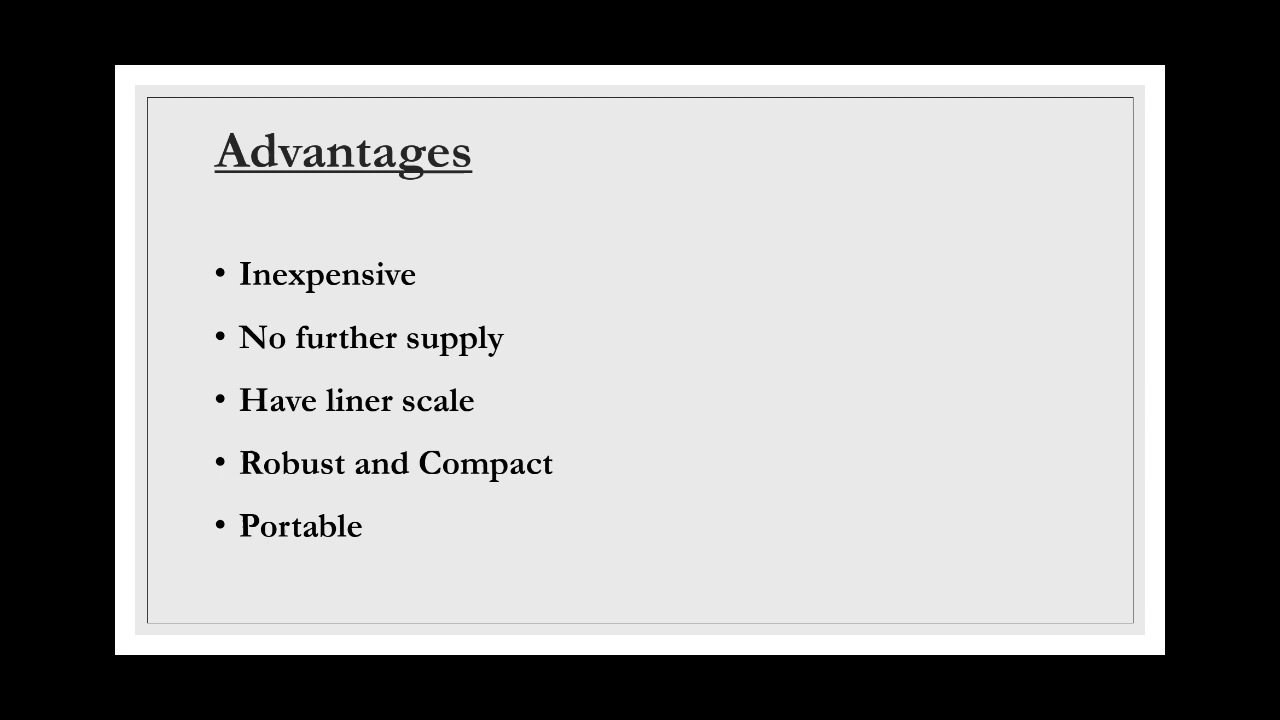 Advantages
• Inexpensive
• No further supply
• Have liner scale
• Robust and Compact
• Portable